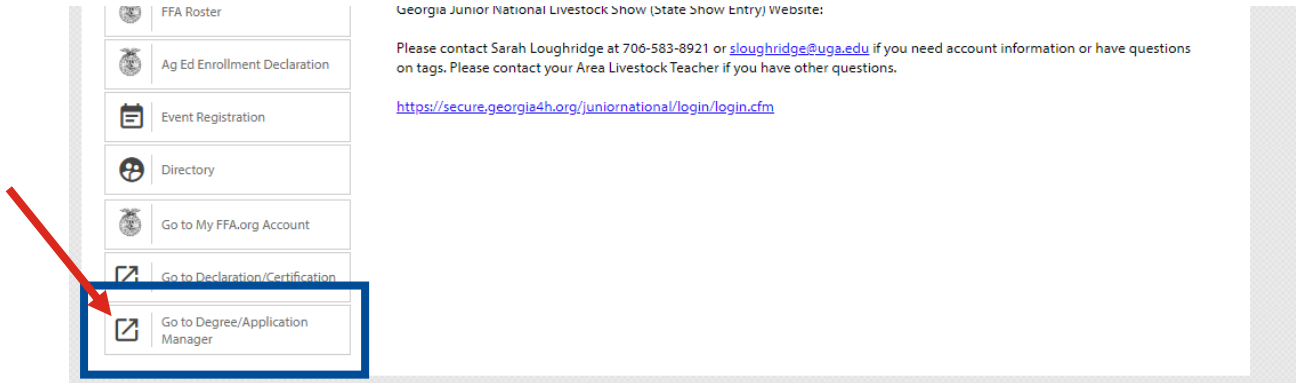 FFA Roster
Ag Ed Enrollment Declaration
Event Registration
Directory
Go to My FFA.org Account
Go to Declaration/Certification
Go to Degree/Application
Manager
Georgia Junior National Livestock Show (State Show Entry) Website:
Please contact Sarah Loughridge at 706-583-8921 or sloughridge@uga.edu if you need account information or have questions
on tags. Please contact your Area Livestock Teacher if you have other questions.
https://secure.georgia4h.org/juniornational/login/login.cfm